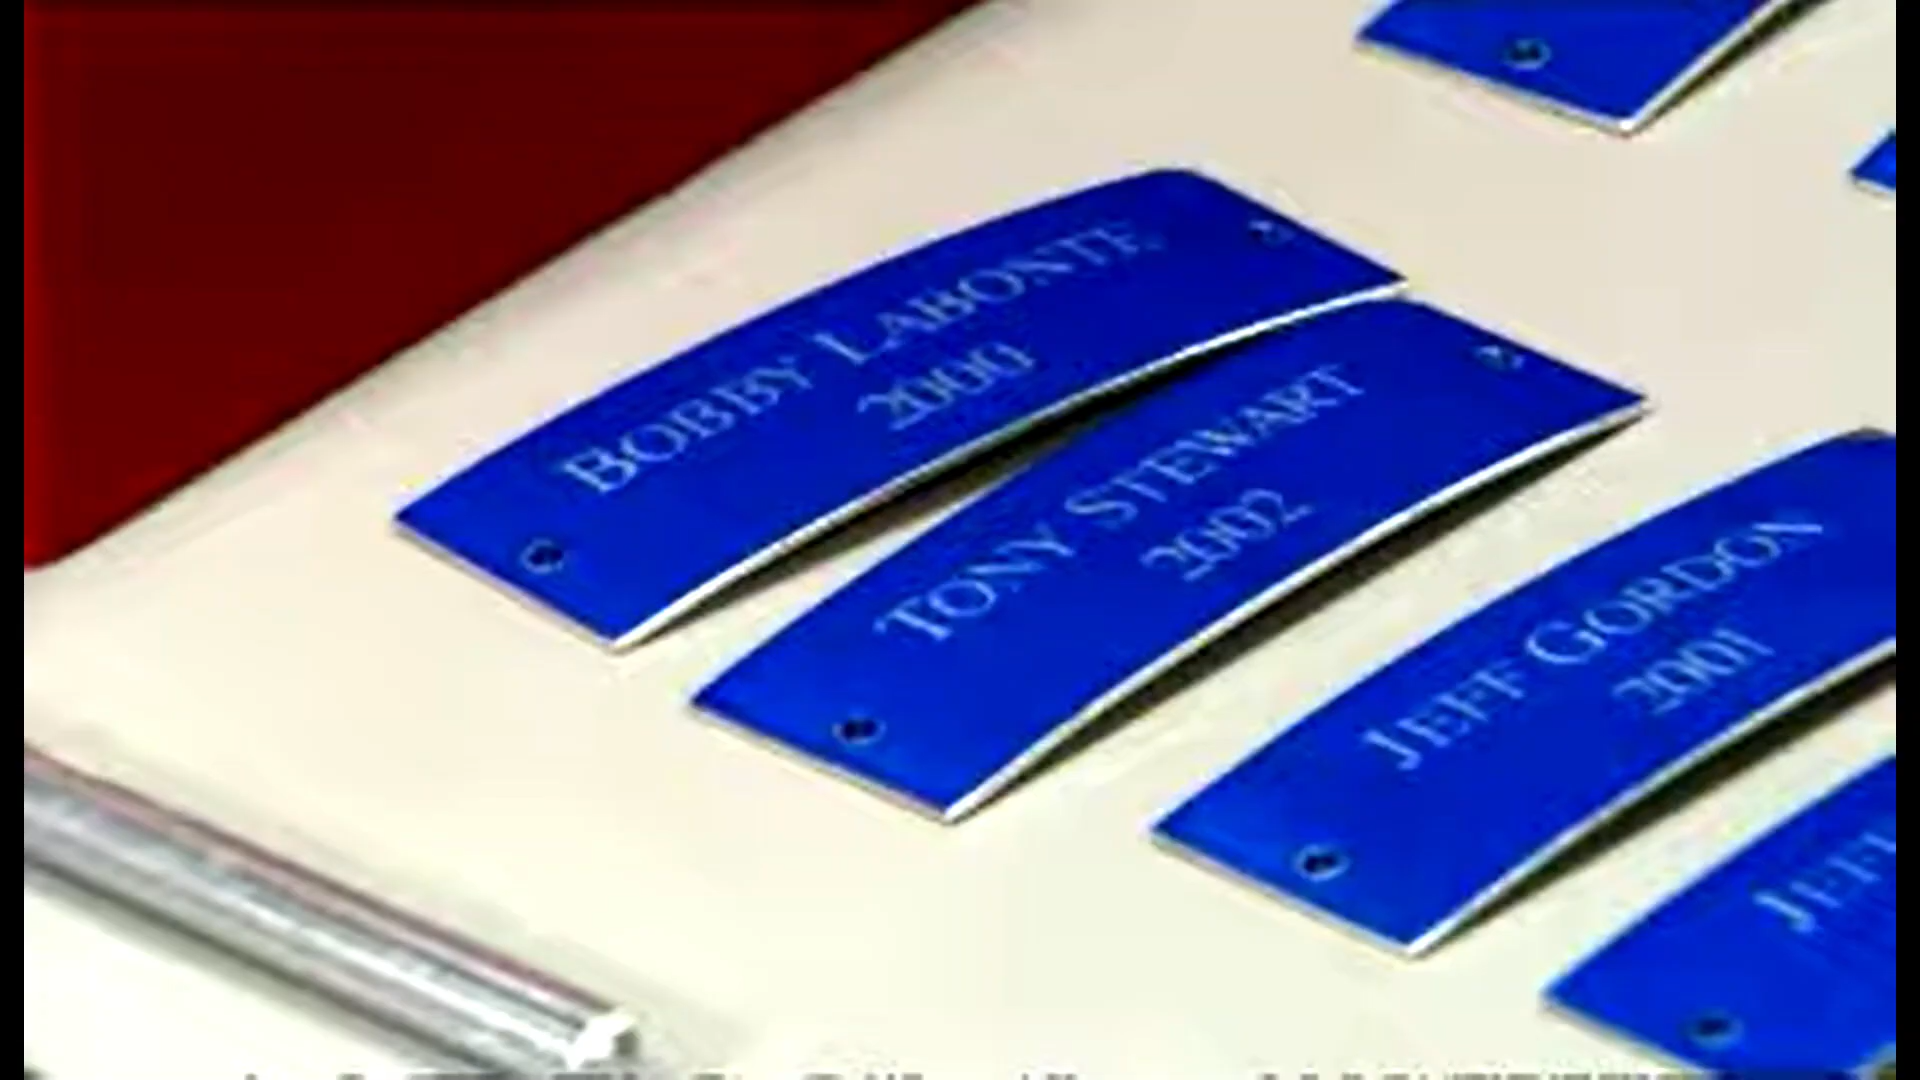 BOBBY LABONTE
2000
TONY STEWART
2002
JEFF GORDON
2001